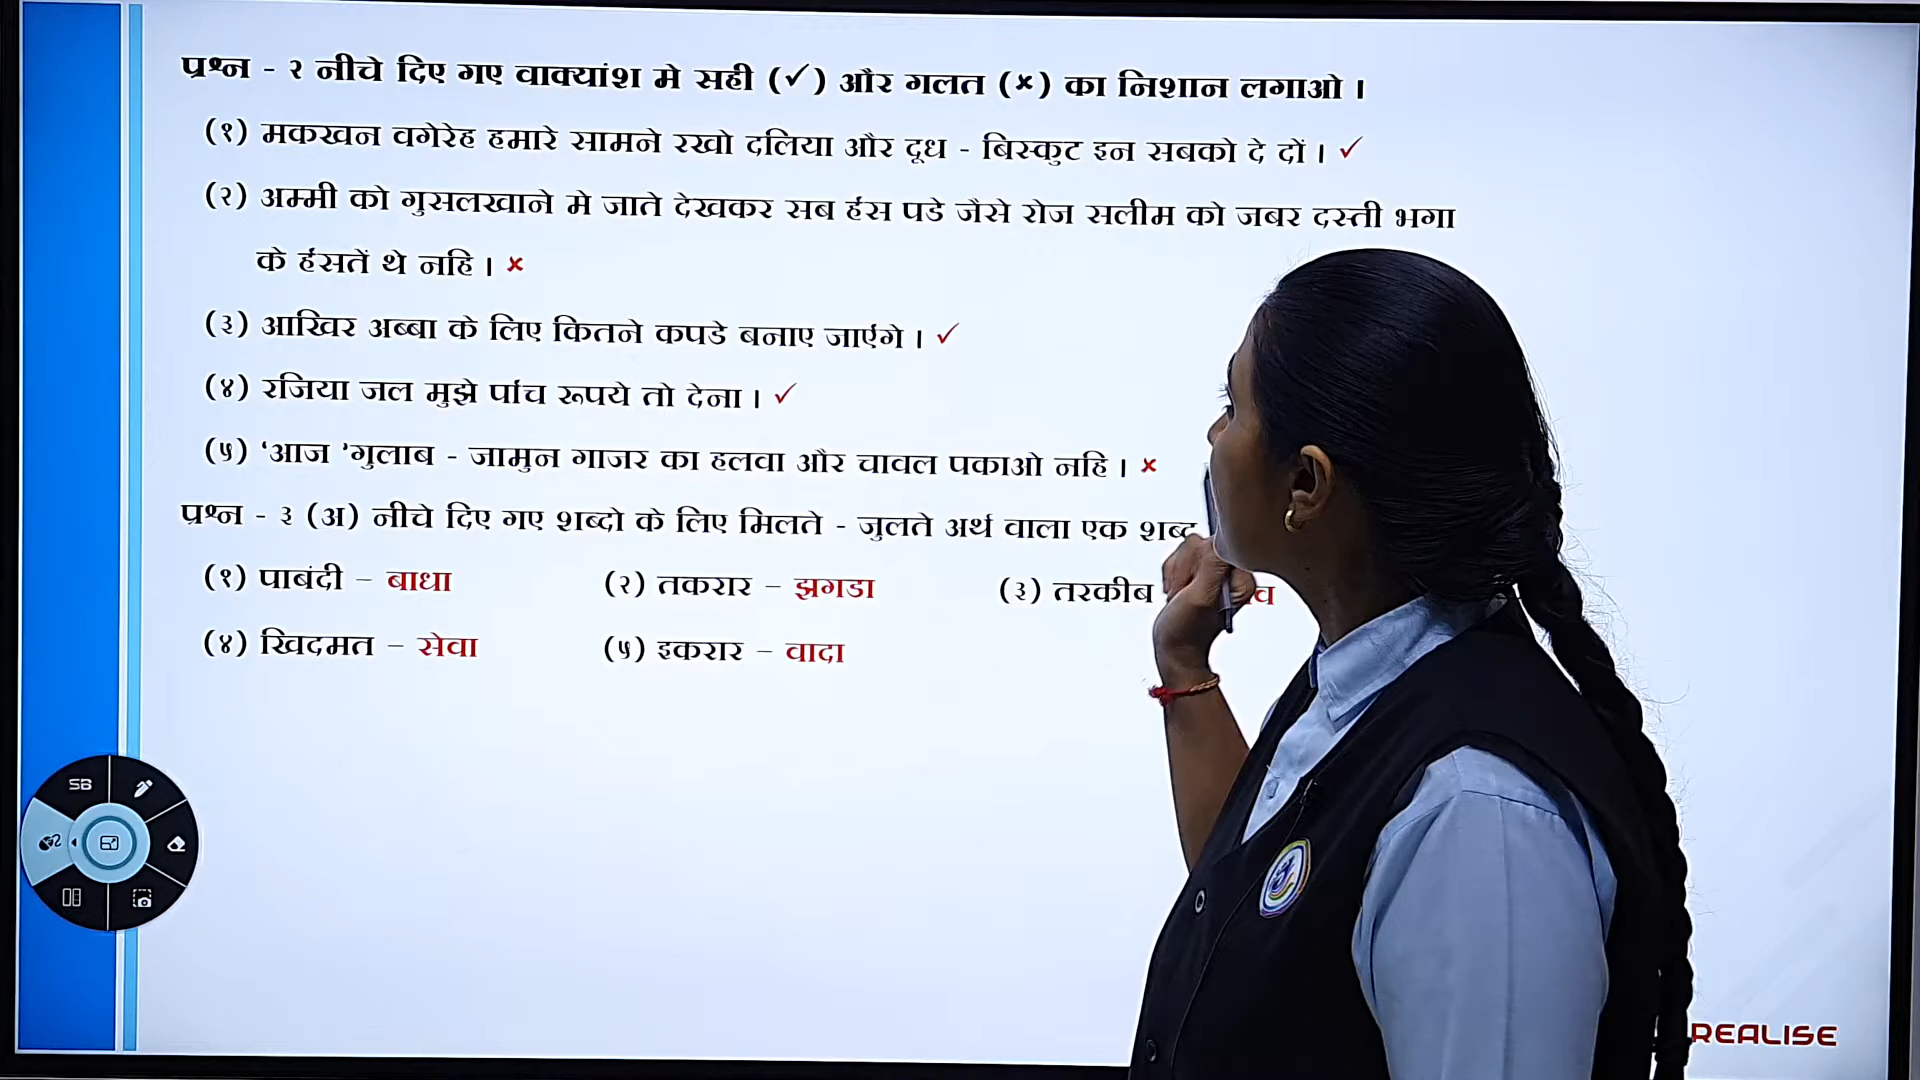 प्रश्न - २ नीचे दिए गए वाक्यांश मे सही (✓) और गलत (✗) का निशान लगाओ ।
(१) मकखन वगेरेह हमारे सामने रखो दलिया और दूध - बिस्कुट इन सबको दे दों । ✓
(२) अम्मी को गुसलखाने मे जाते देखकर सब हंस पडे जैसे रोज सलीम को जबर दस्ती भगा
के हंसतें थे नहि । ✗
(३) आखिर अब्बा के लिए कितने कपडे बनाए जाएंगे । ✓
(४) रजिया जल मुझे पांच रूपये तो देना । ✓
(५) ‘आज ’गुलाब - जामुन गाजर का हलवा और चावल पकाओ नहि । ✗
प्रश्न - ३ (अ) नीचे दिए गए शब्दो के लिए मिलते - जुलते अर्थ वाला एक शब्द
(१) पाबंदी – बाधा (२) तकरार – झगडा (३) तरकीब
(४) खिदमत – सेवा (५) इकरार – वादा
SB
REALISE